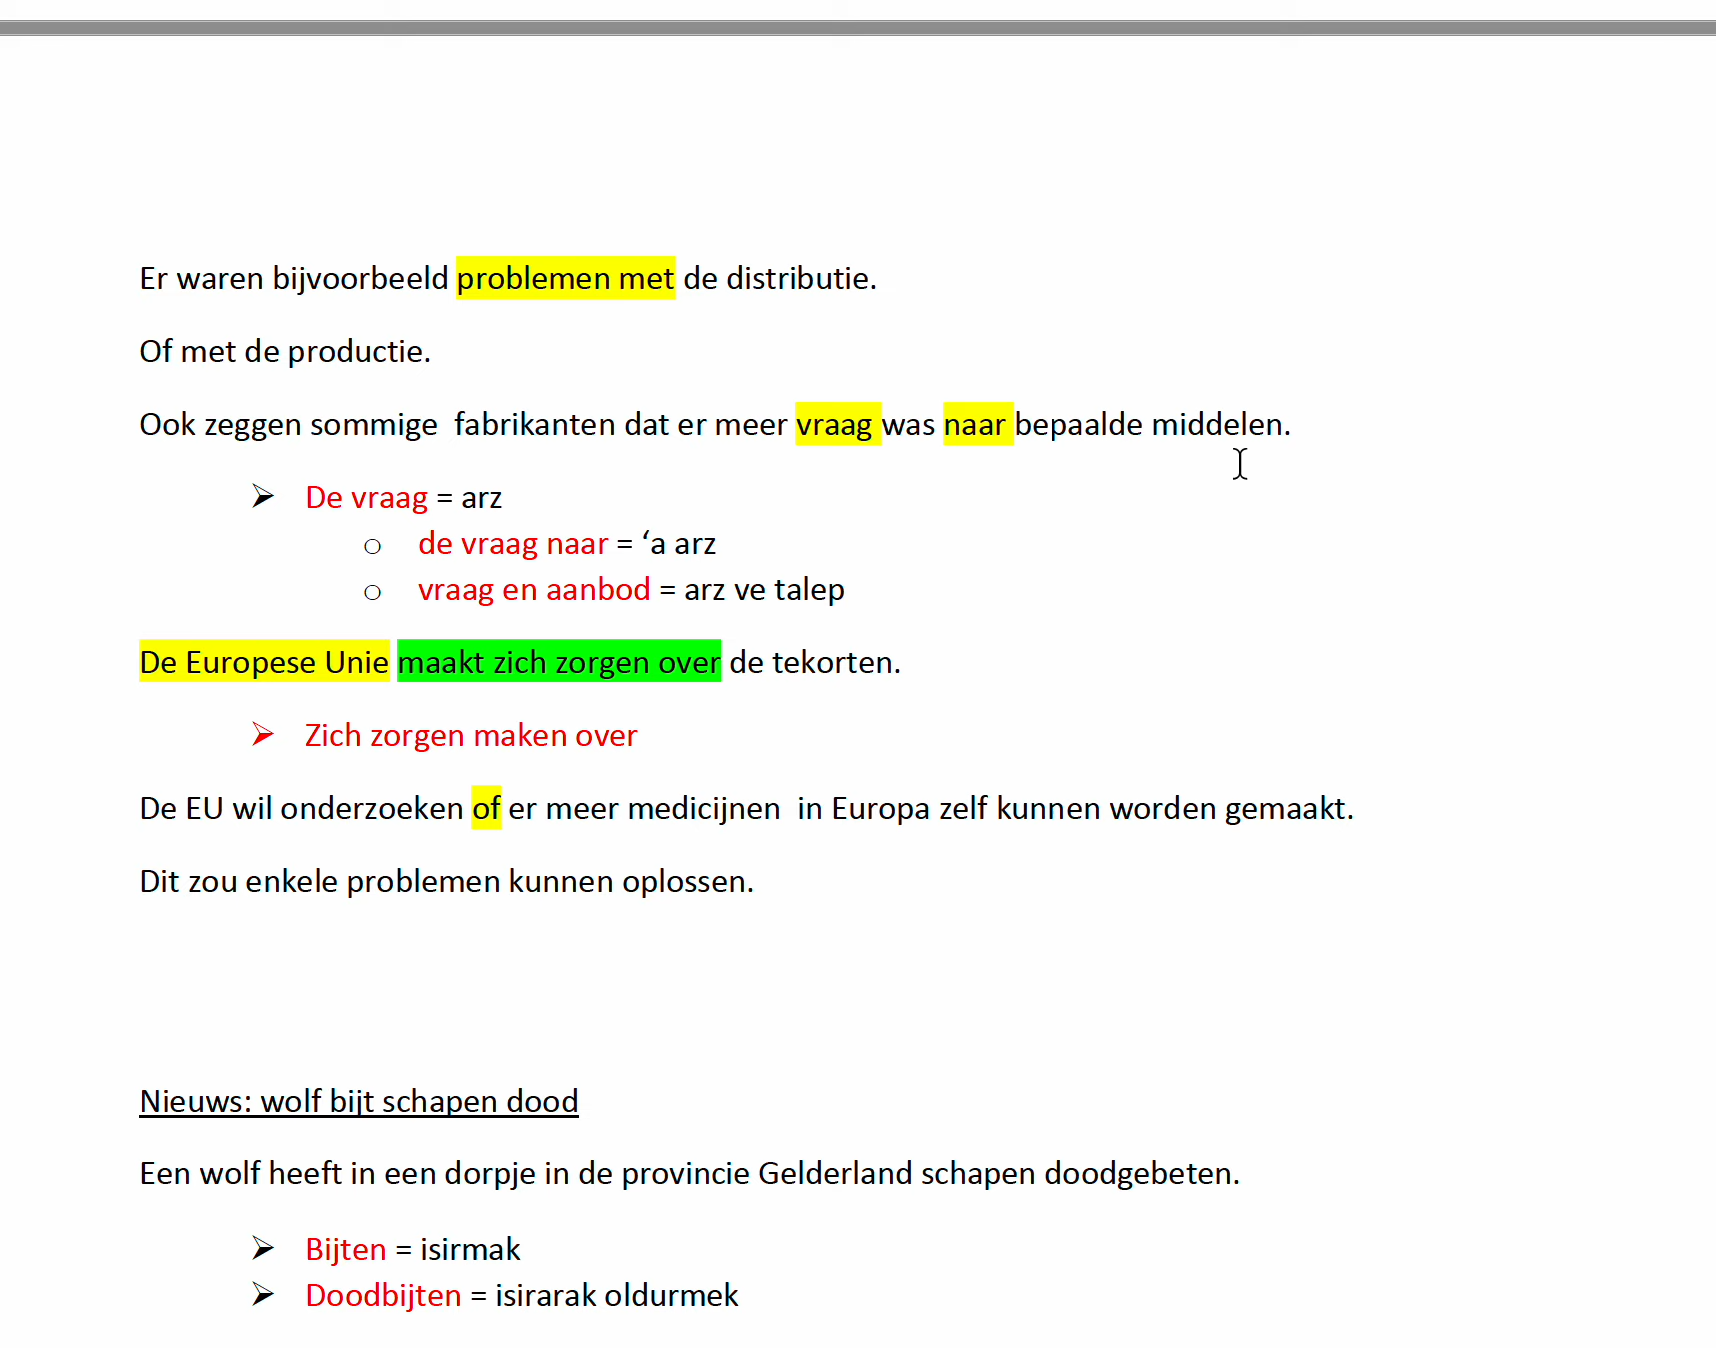 Er waren bijvoorbeeld problemen met de distributie.
Of met de productie.
Ook zeggen sommige  fabrikanten dat er meer vraag was naar bepaalde middelen.
➢ De vraag = arz
o de vraag naar = ‘a arz
o vraag en aanbod = arz ve talep
De Europese Unie maakt zich zorgen over de tekorten.
➢ Zich zorgen maken over
De EU wil onderzoeken of er meer medicijnen  in Europa zelf kunnen worden gemaakt.
Dit zou enkele problemen kunnen oplossen.
Nieuws: wolf bijt schapen dood
Een wolf heeft in een dorpje in de provincie Gelderland schapen doodgebeten.
➢ Bijten = isirmak
➢ Doodbijten = isirarak oldurmek